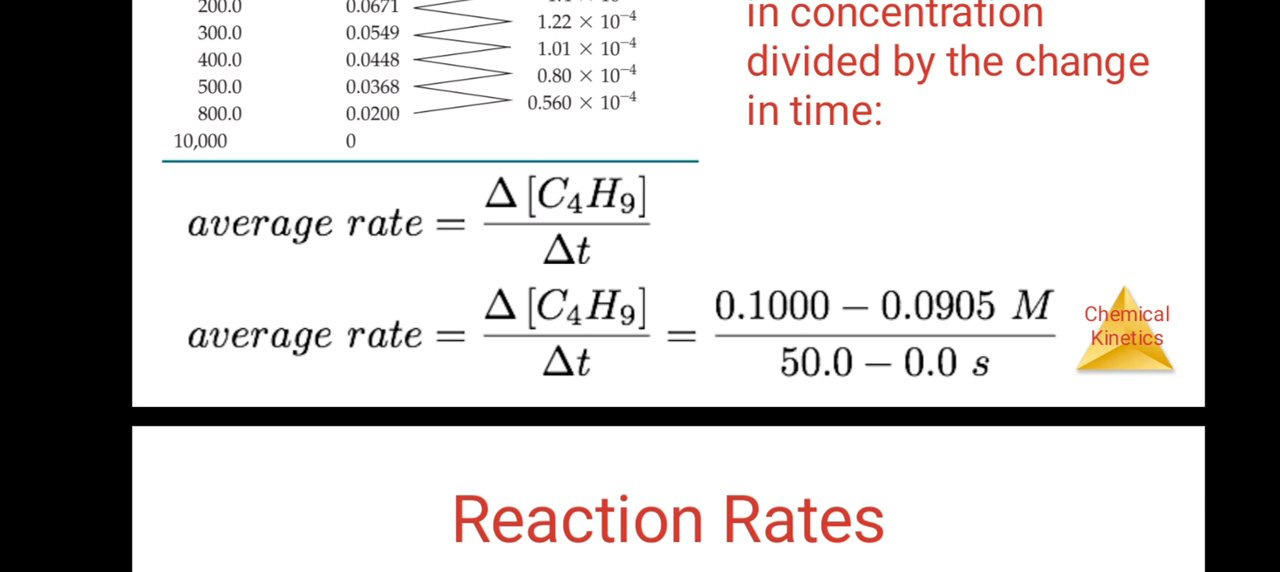 200.0 0.0671 in concentration
300.0 0.0549 1.22 × 10⁻⁴
400.0 0.0448 1.01 × 10⁻⁴ divided by the change
500.0 0.0368 0.80 × 10⁻⁴
800.0 0.0200 0.560 × 10⁻⁴ in time:
10,000 0
average rate = Δ [C₄H₉] / Δt
average rate = Δ [C₄H₉] / Δt = 0.1000 – 0.0905 M / 50.0 – 0.0 s
Chemical
Kinetics
Reaction Rates